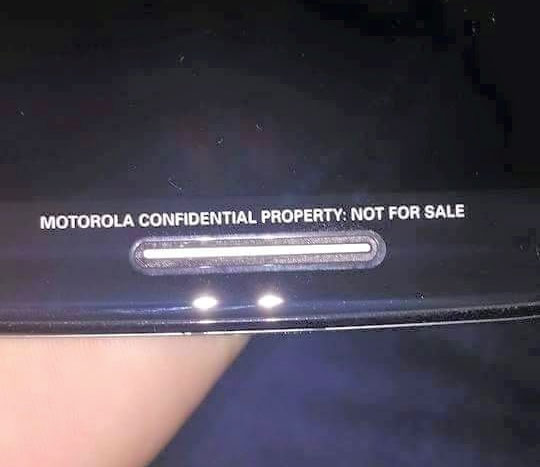 MOTOROLA CONFIDENTIAL PROPERTY: NOT FOR SALE